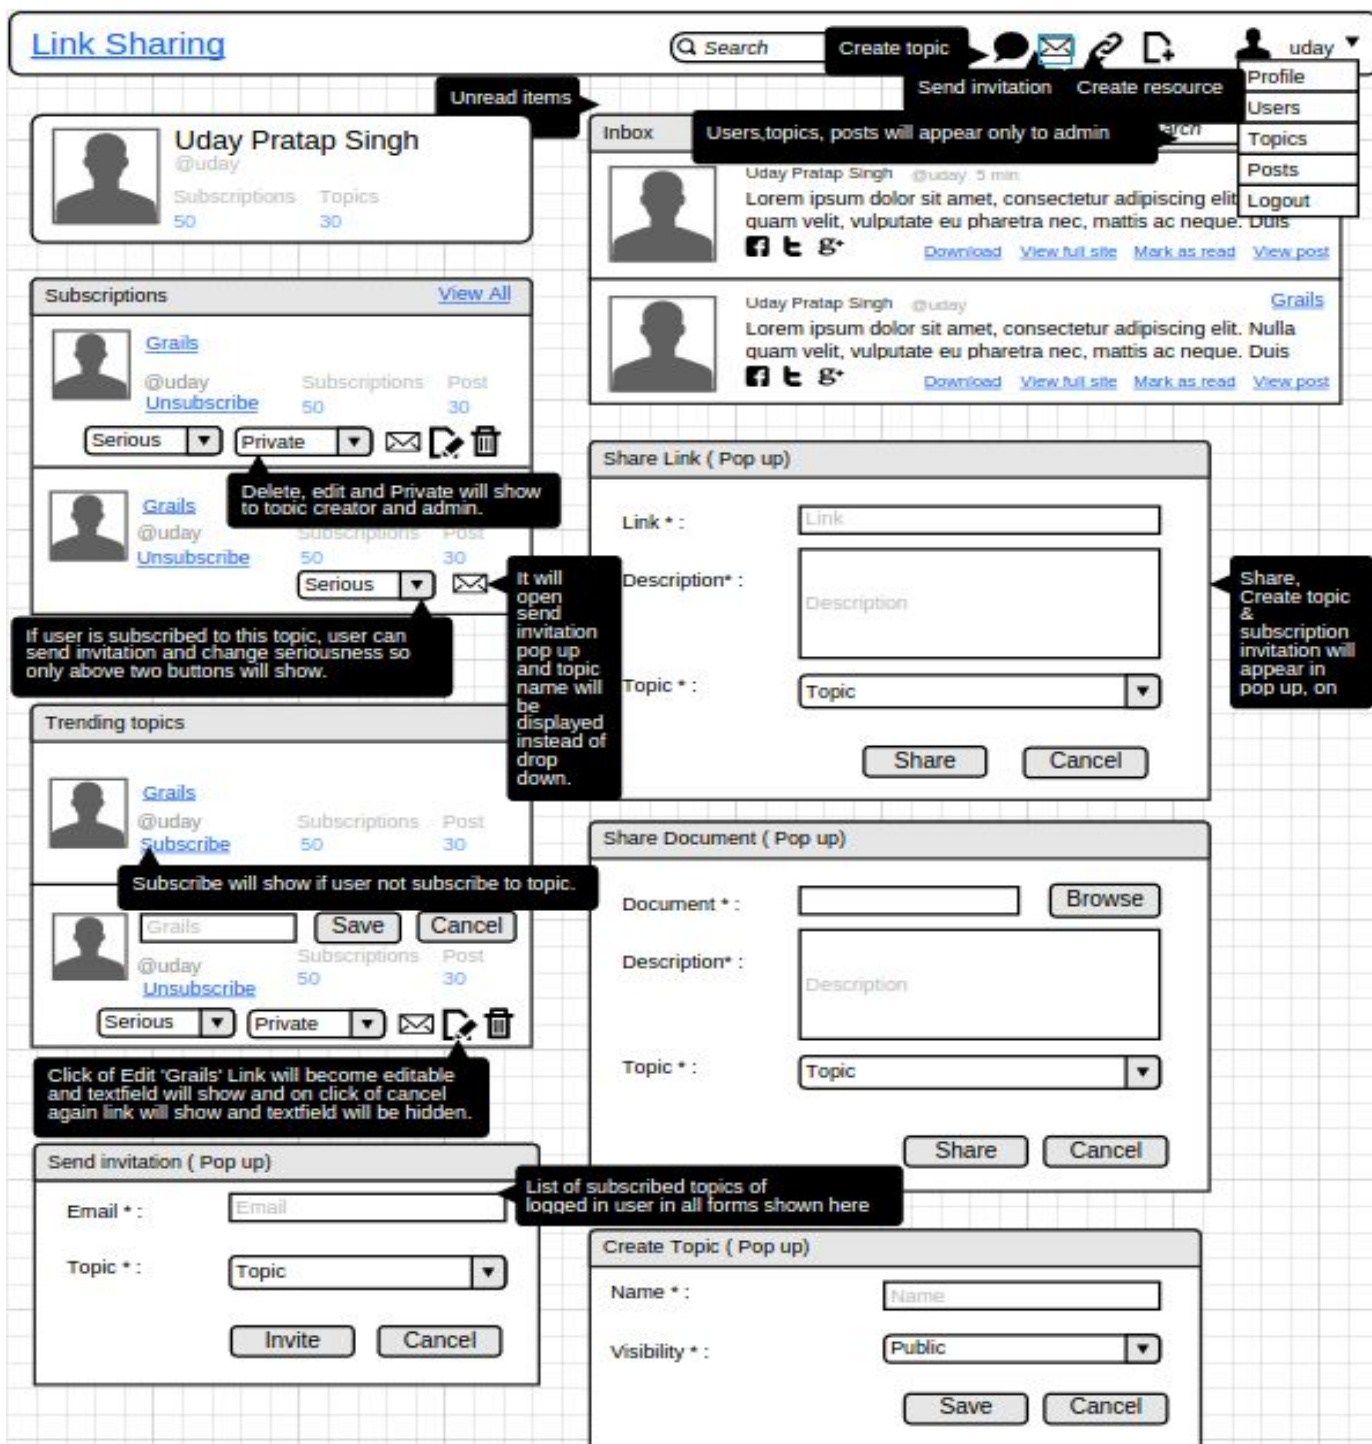 Link Sharing
Search
Create topic
uday
Send invitation
Create resource
Profile
Users
Topics
Posts
Logout
Unread items
Uday Pratap Singh
@uday
Subscriptions Topics
50 30
Inbox
Users,topics, posts will appear only to admin
Uday Pratap Singh @uday 5 min
Lorem ipsum dolor sit amet, consectetur adipiscing elit
quam velit, vulputate eu pharetra nec, mattis ac neque. Duis
Download View full site Mark as read View post
Uday Pratap Singh @uday Grails
Lorem ipsum dolor sit amet, consectetur adipiscing elit. Nulla
quam velit, vulputate eu pharetra nec, mattis ac neque. Duis
Download View full site Mark as read View post
Subscriptions View All
Grails
@uday Subscriptions Post
Unsubscribe 50 30
Serious Private
Delete, edit and Private will show
to topic creator and admin.
Grails
@uday Subscriptions Post
Unsubscribe 50 30
Serious
It will
open
send
invitation
pop up
and topic
name will
be
displayed
instead of
drop
down.
If user is subscribed to this topic, user can
send invitation and change seriousness so
only above two buttons will show.
Trending topics
Grails
@uday Subscriptions Post
Subscribe 50 30
Subscribe will show if user not subscribe to topic.
Grails Save Cancel
@uday Subscriptions Post
Unsubscribe 50 30
Serious Private
Click of Edit 'Grails' Link will become editable
and textfield will show and on click of cancel
again link will show and textfield will be hidden.
Send invitation ( Pop up)
Email * : Email
Topic * : Topic
Invite Cancel
List of subscribed topics of
logged in user in all forms shown here
Share Link ( Pop up)
Link * : Link
Description* : Description
Topic * : Topic
Share Cancel
Share,
Create topic
&
subscription
invitation will
appear in
pop up, on
Share Document ( Pop up)
Document * : Browse
Description* : Description
Topic * : Topic
Share Cancel
Create Topic ( Pop up)
Name * : Name
Visibility * : Public
Save Cancel